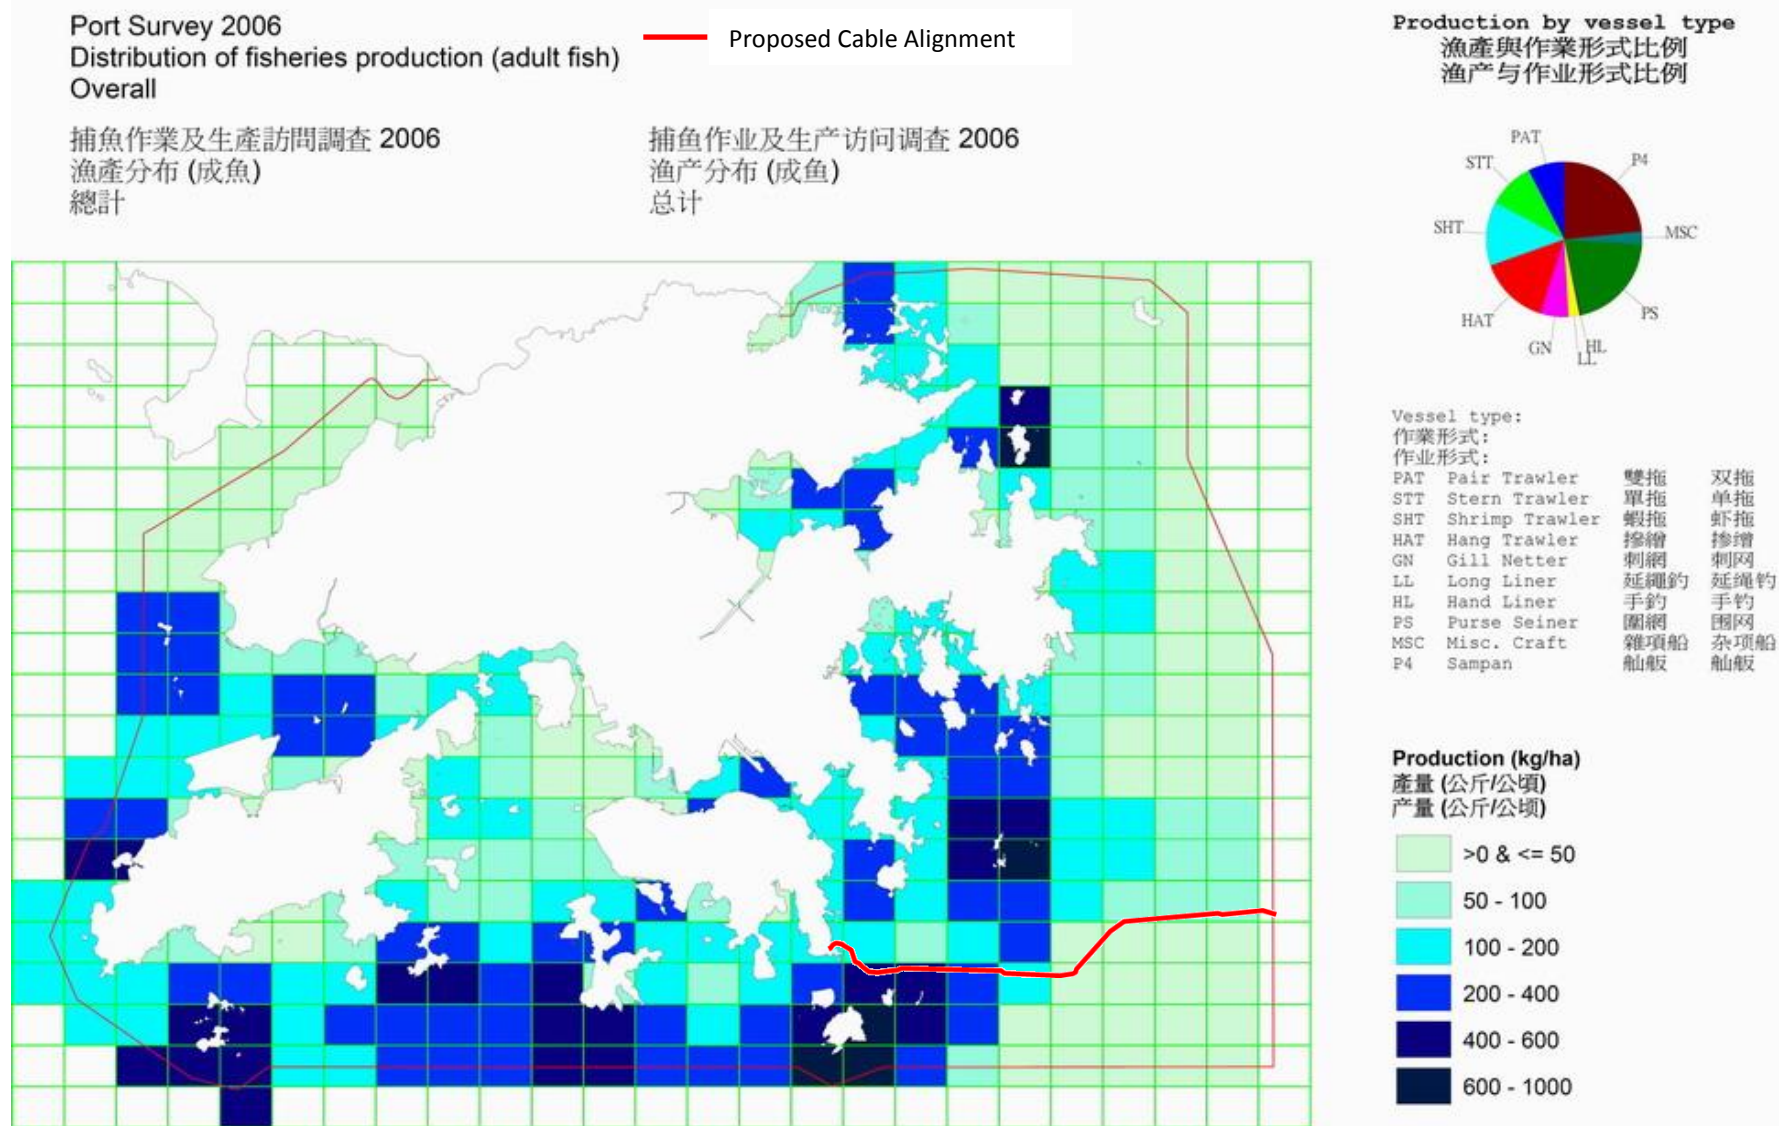 Port Survey 2006
Distribution of fisheries production (adult fish)
Overall
Proposed Cable Alignment
捕魚作業及生產訪問調查 2006
漁產分布 (成魚)
總計
捕鱼作业及生产访问调查 2006
渔产分布 (成鱼)
总计
Production by vessel type
漁產與作業形式比例
渔产与作业形式比例
PAT
P4
STT
SHT
MSC
HAT
PS
GN
HL
LL
Vessel type:
作業形式:
作业形式:
PAT Pair Trawler 雙拖 双拖
STT Stern Trawler 單拖 单拖
SHT Shrimp Trawler 蝦拖 虾拖
HAT Hang Trawler 摻繒 掺缯
GN Gill Netter 刺網 刺网
LL Long Liner 延繩釣 延绳钓
HL Hand Liner 手釣 手钓
PS Purse Seiner 圍網 围网
MSC Misc. Craft 雜項船 杂项船
P4 Sampan 舢舨 舢舨
Production (kg/ha)
產量 (公斤/公頃)
产量 (公斤/公顷)
>0 & <= 50
50 - 100
100 - 200
200 - 400
400 - 600
600 - 1000